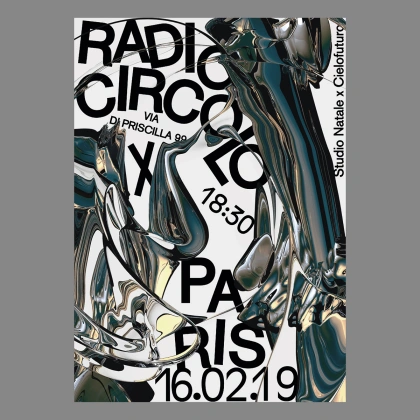 RADIO
CIRCOLO
VIA
DI PRISCILLA 99
X
18:30
PA
RIS
16.02.19
Studio Natale x Cielofuturo